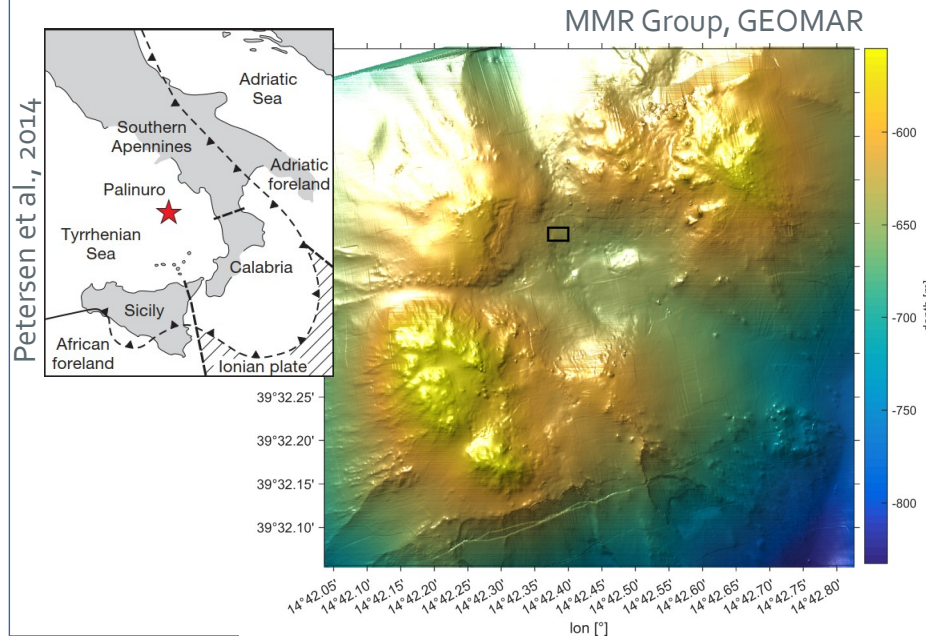 MMR Group, GEOMAR
Petersen et al., 2014
Adriatic
Sea
Southern
Apennines
Adriatic
foreland
Palinuro
Tyrrhenian
Sea
Calabria
Sicily
African
foreland
Ionian plate
39°32.25'
39°32.20'
39°32.15'
39°32.10'
14°42.05'
14°42.10'
14°42.15'
14°42.20'
14°42.25'
14°42.30'
14°42.35'
14°42.40'
14°42.45'
14°42.50'
14°42.55'
14°42.60'
14°42.65'
14°42.70'
14°42.75'
14°42.80'
lon [°]
-600
-650
-700
-750
-800